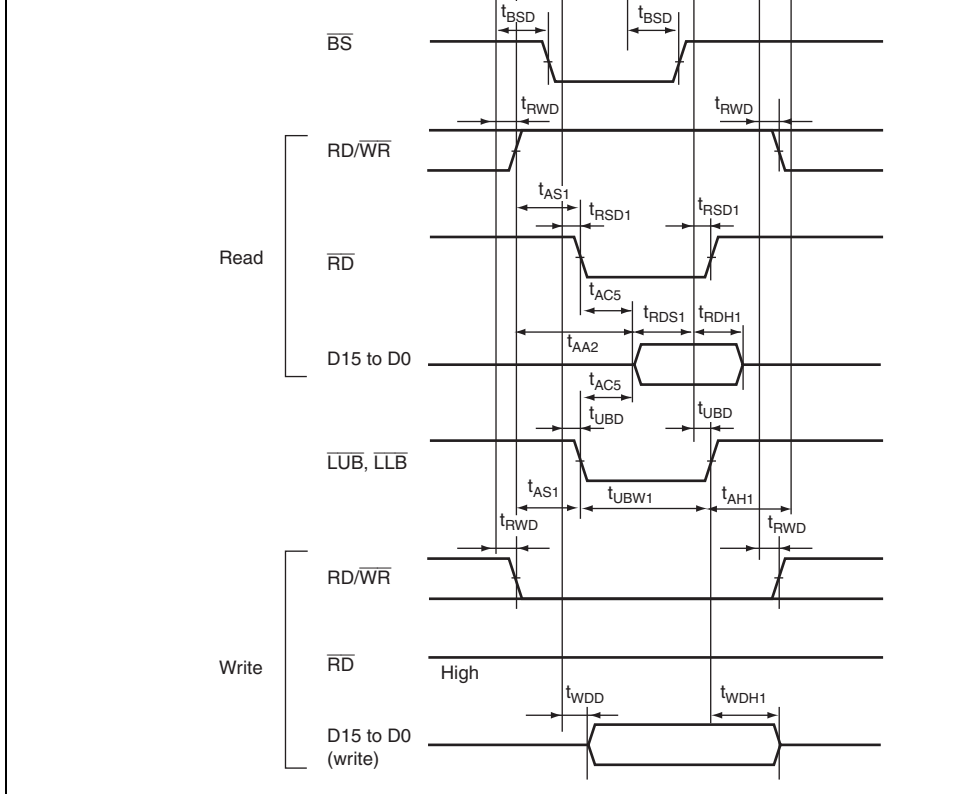 tBSD tBSD
BS
tRWD tRWD
RD/WR
tAS1
tRSD1 tRSD1
Read
RD
tAC5
tRDS1 tRDH1
tAA2
D15 to D0
tAC5
tUBD tUBD
LUB, LLB
tAS1 tUBW1 tAH1
tRWD tRWD
RD/WR
Write
RD
High
tWDD tWDH1
D15 to D0
(write)